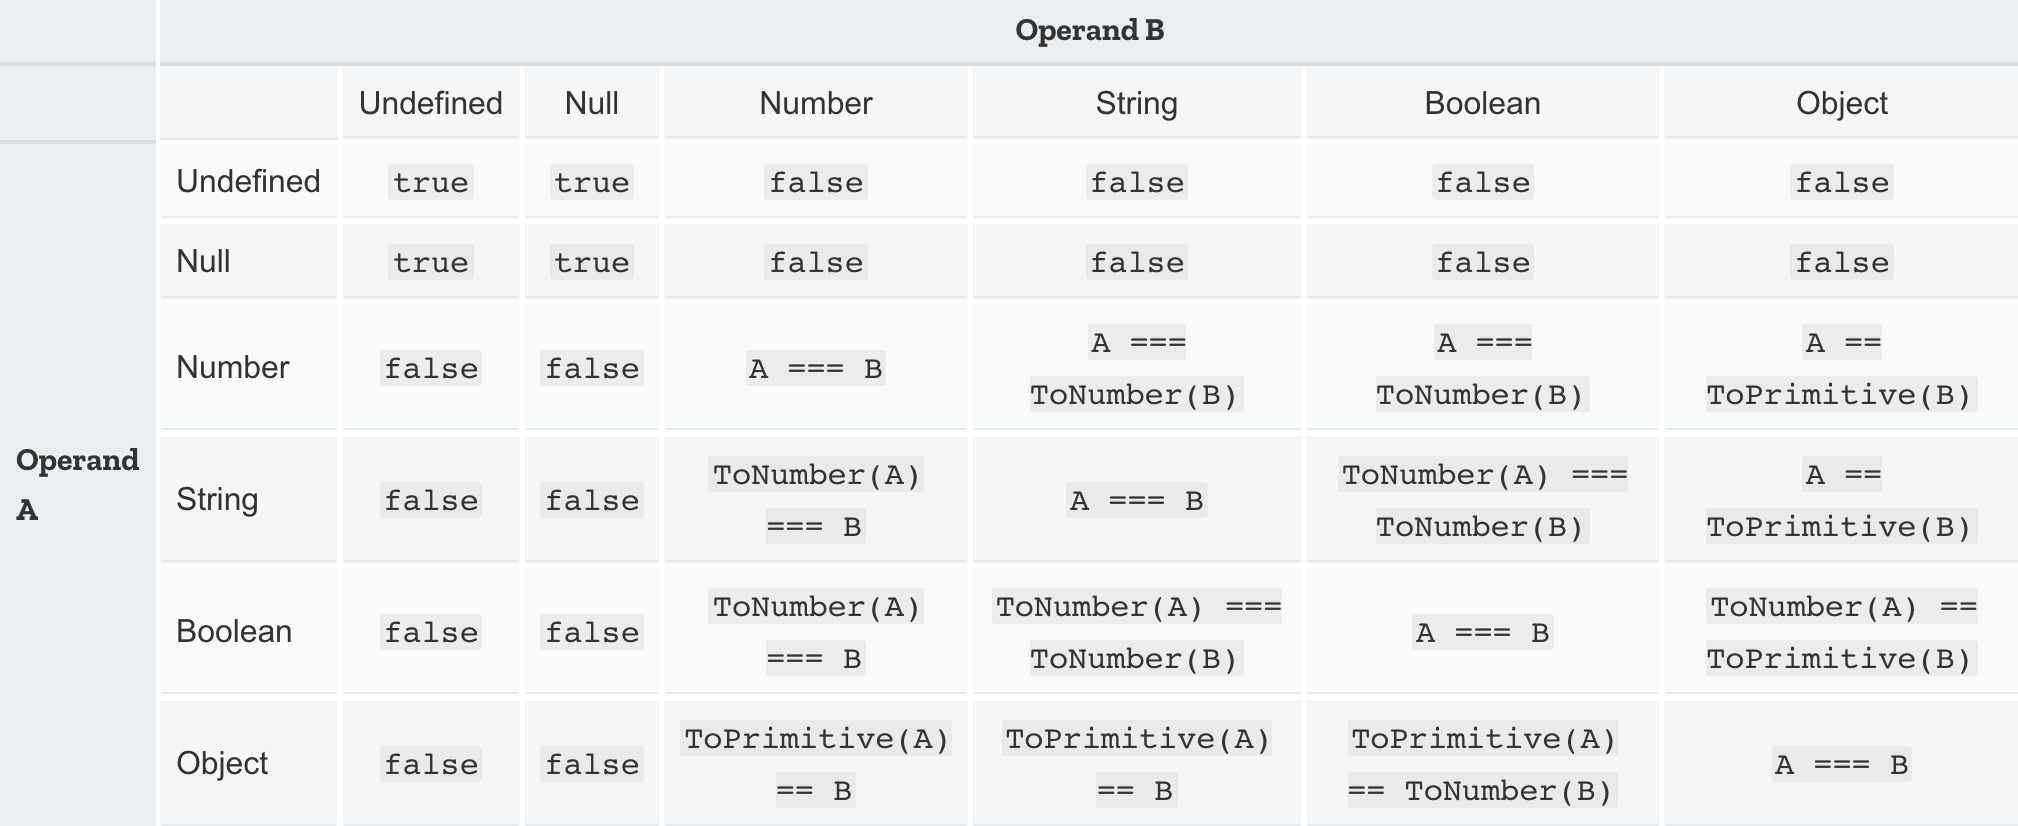 Operand B
Undefined Null Number String Boolean Object
Undefined true true false false false false
Null true true false false false false
A === A === A ==
Number false false A === B
ToNumber(B) ToNumber(B) ToPrimitive(B)
Operand
A
ToNumber(A) ToNumber(A) === A ==
String false false A === B
=== B ToNumber(B) ToPrimitive(B)
ToNumber(A) ToNumber(A) === ToNumber(A) ==
Boolean false false A === B
=== B ToNumber(B) ToPrimitive(B)
ToPrimitive(A) ToPrimitive(A) ToPrimitive(A)
Object false false A === B
== B == B == ToNumber(B)